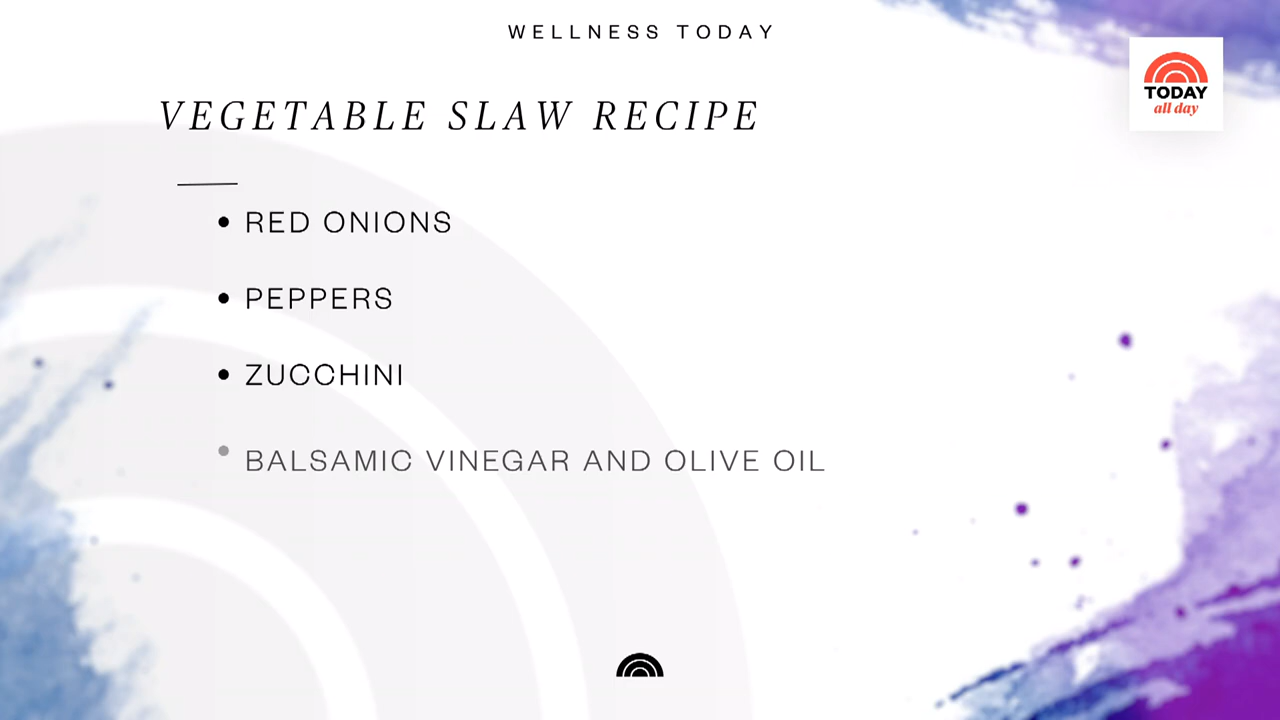 WELLNESS TODAY
TODAY
all day
VEGETABLE SLAW RECIPE
• RED ONIONS
• PEPPERS
• ZUCCHINI
• BALSAMIC VINEGAR AND OLIVE OIL